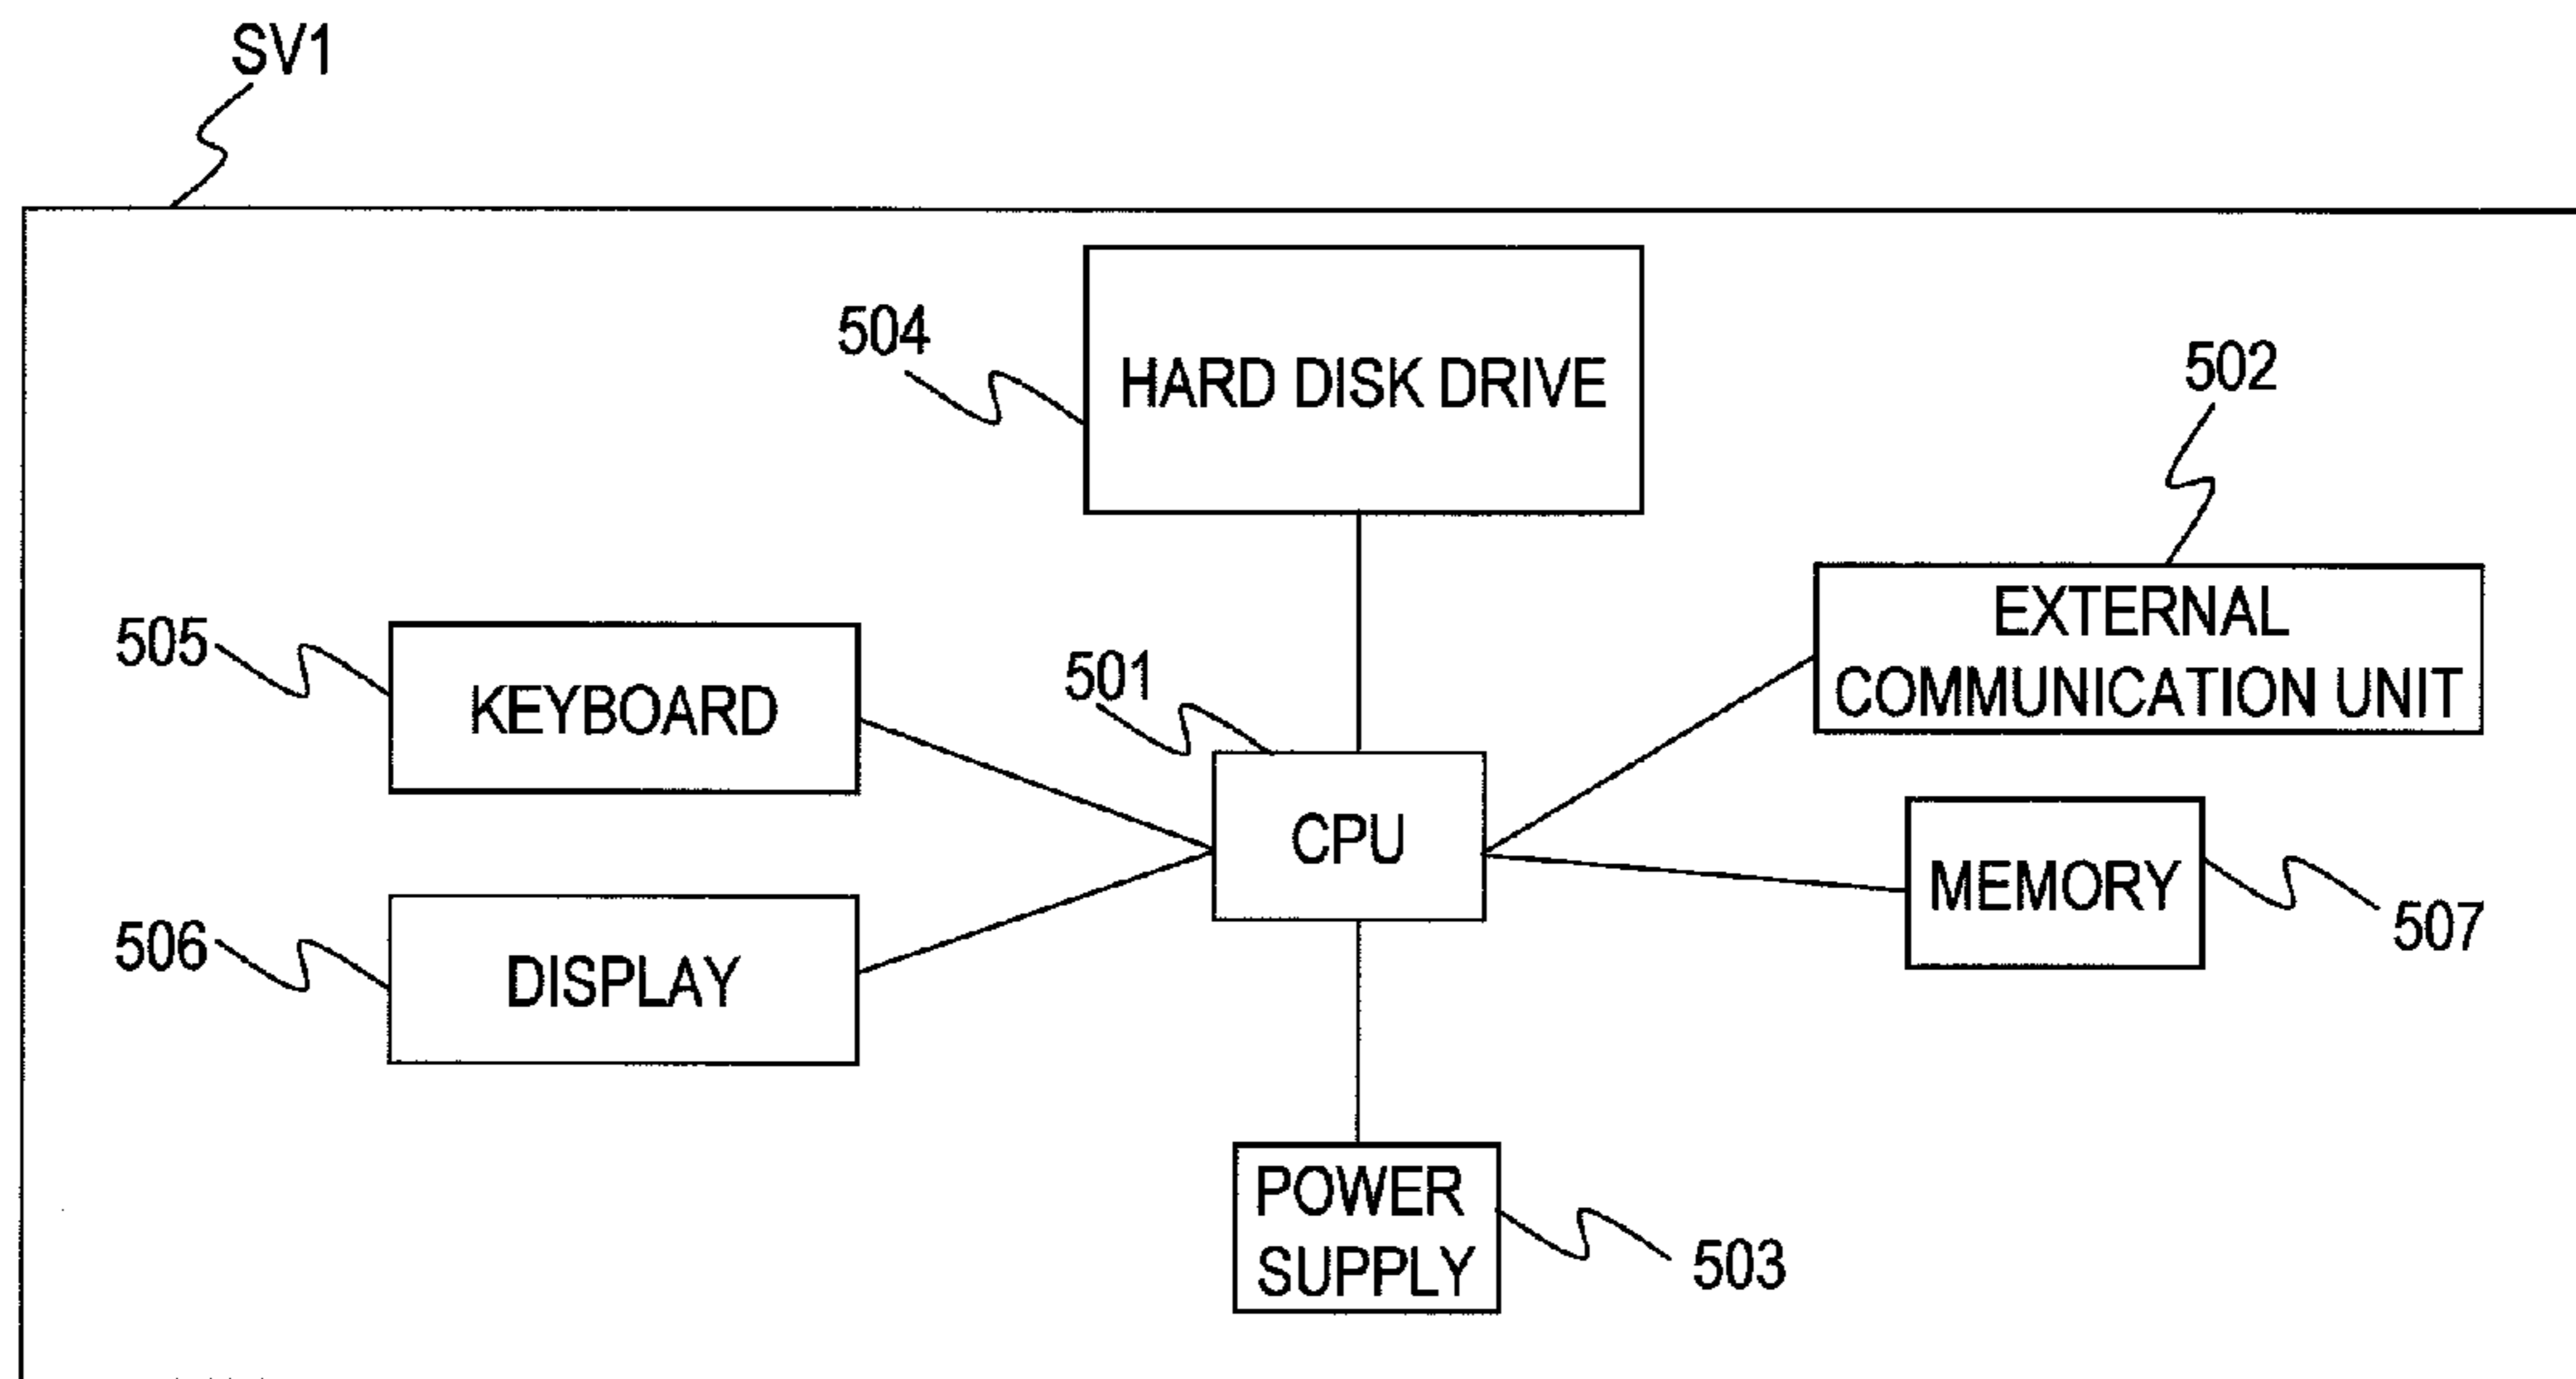 SV1
504
HARD DISK DRIVE
502
EXTERNAL
COMMUNICATION UNIT
505
KEYBOARD
501
CPU
MEMORY
507
506
DISPLAY
POWER
SUPPLY
503